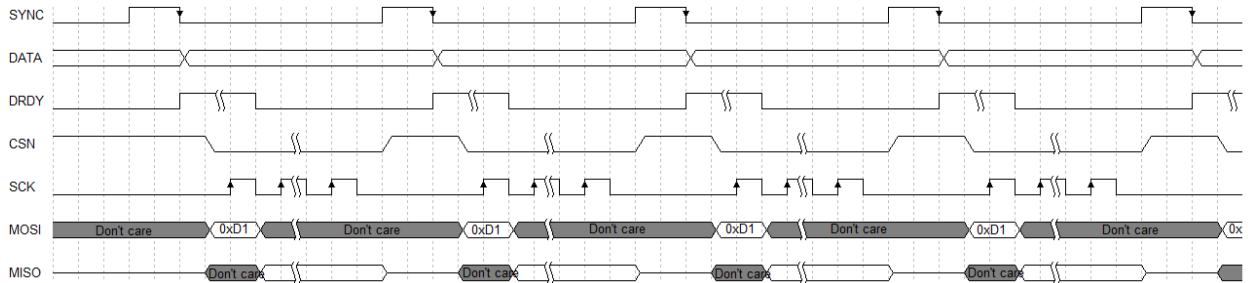 SYNC
DATA
DRDY
CSN
SCK
MOSI Don't care 0xD1 Don't care 0xD1 Don't care 0xD1 Don't care 0xD1 Don't care 0x
MISO Don't care Don't care Don't care Don't care